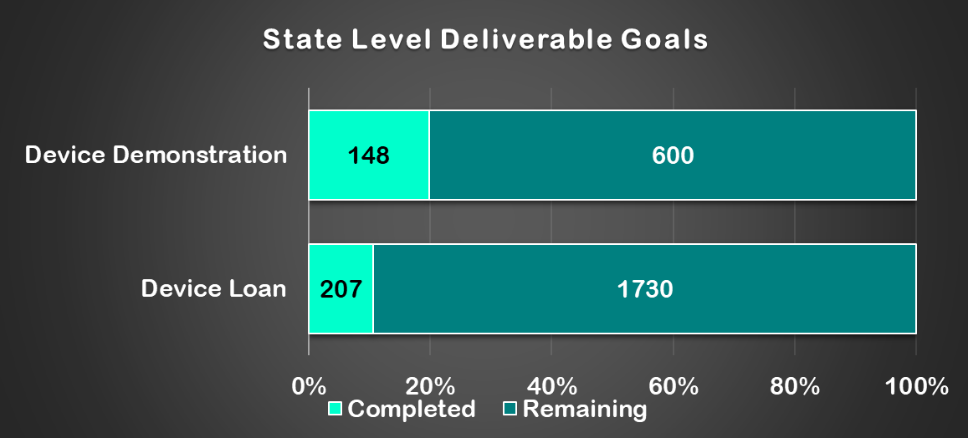 State Level Deliverable Goals
Device Demonstration 148 600
Device Loan 207 1730
0% 20% 40% 60% 80% 100%
Completed Remaining